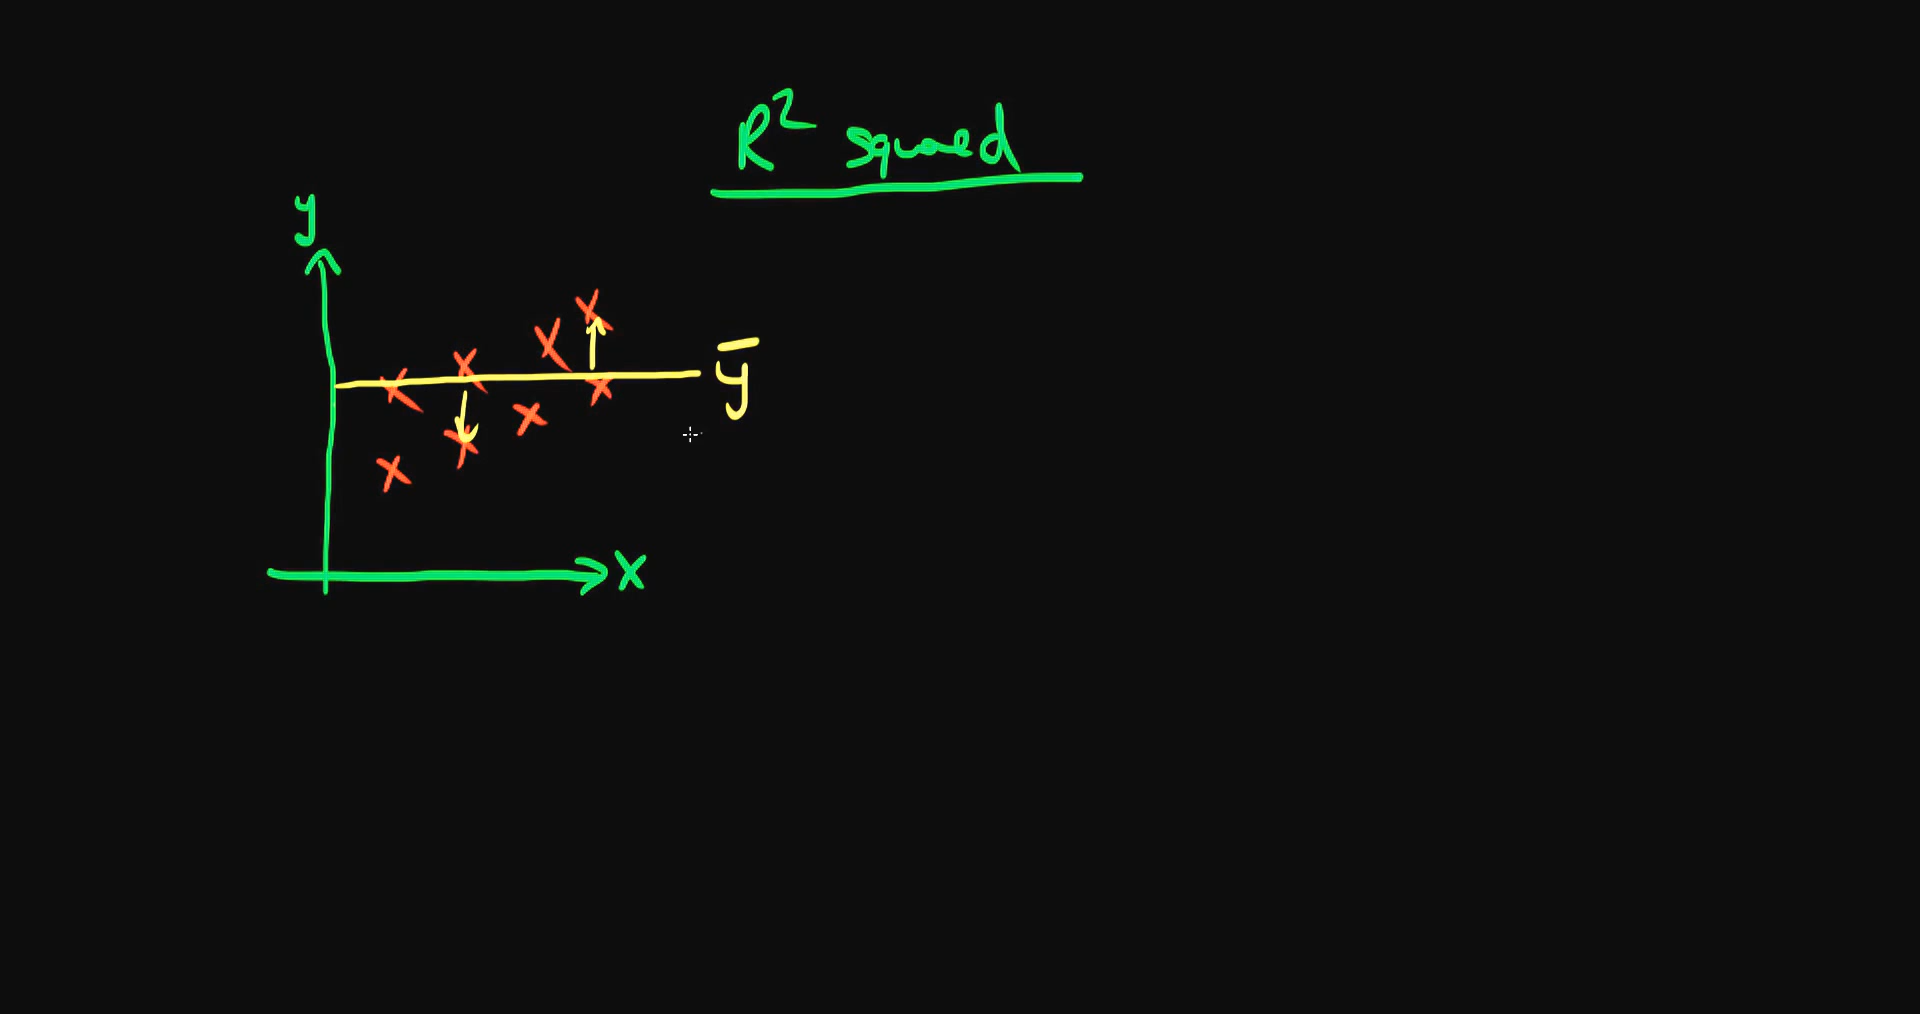 R² squared
y
y̅
x